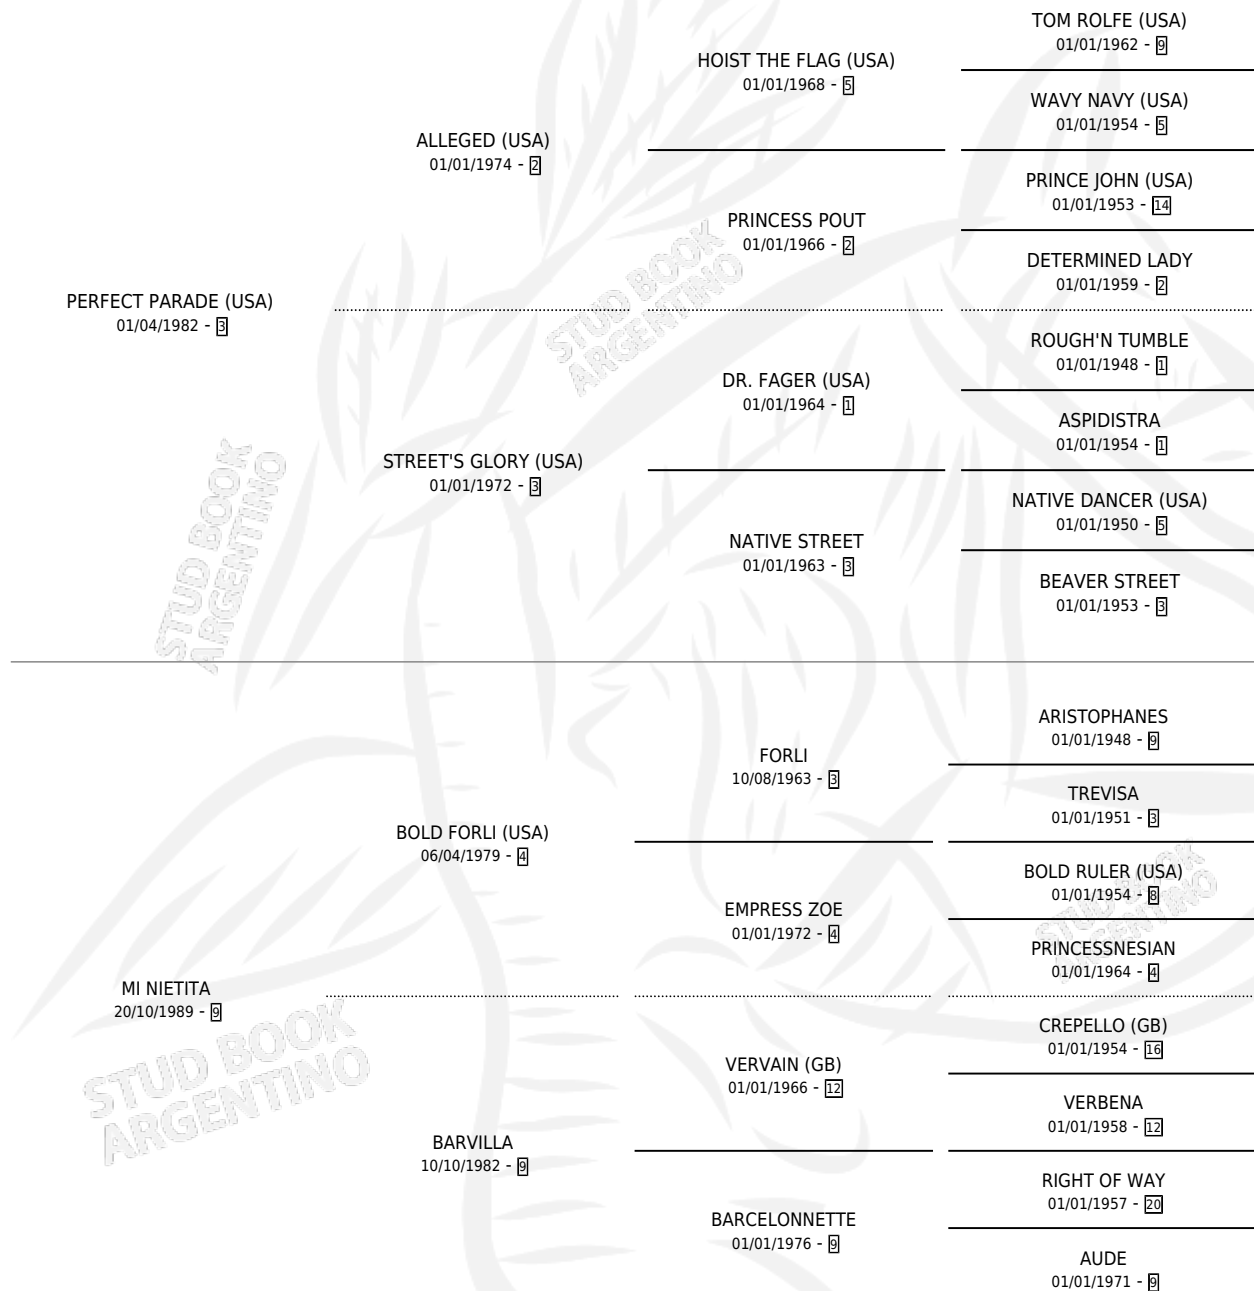 TOM ROLFE (USA)
01/01/1962 - 9
HOIST THE FLAG (USA)
01/01/1968 - 5
WAVY NAVY (USA)
01/01/1954 - 5
ALLEGED (USA)
01/01/1974 - 2
PRINCE JOHN (USA)
01/01/1953 - 14
PRINCESS POUT
01/01/1966 - 2
DETERMINED LADY
01/01/1959 - 2
PERFECT PARADE (USA)
01/04/1982 - 3
ROUGH'N TUMBLE
01/01/1948 - 1
DR. FAGER (USA)
01/01/1964 - 1
ASPIDISTRA
01/01/1954 - 1
STREET'S GLORY (USA)
01/01/1972 - 3
NATIVE DANCER (USA)
01/01/1950 - 5
NATIVE STREET
01/01/1963 - 3
BEAVER STREET
01/01/1953 - 3
ARISTOPHANES
01/01/1948 - 9
FORLI
10/08/1963 - 3
TREVISA
01/01/1951 - 3
BOLD FORLI (USA)
06/04/1979 - 4
BOLD RULER (USA)
01/01/1954 - 8
EMPRESS ZOE
01/01/1972 - 4
PRINCESSNESIAN
01/01/1964 - 4
MI NIETITA
20/10/1989 - 9
CREPELLO (GB)
01/01/1954 - 16
VERVAIN (GB)
01/01/1966 - 12
VERBENA
01/01/1958 - 12
BARVILLA
10/10/1982 - 9
RIGHT OF WAY
01/01/1957 - 20
BARCELONNETTE
01/01/1976 - 9
AUDE
01/01/1971 - 9
STUD BOOK
ARGENTINO
STUD BOOK
ARGENTINO
STUD BOOK
ARGENTINO
STUD BOOK
ARGENTINO